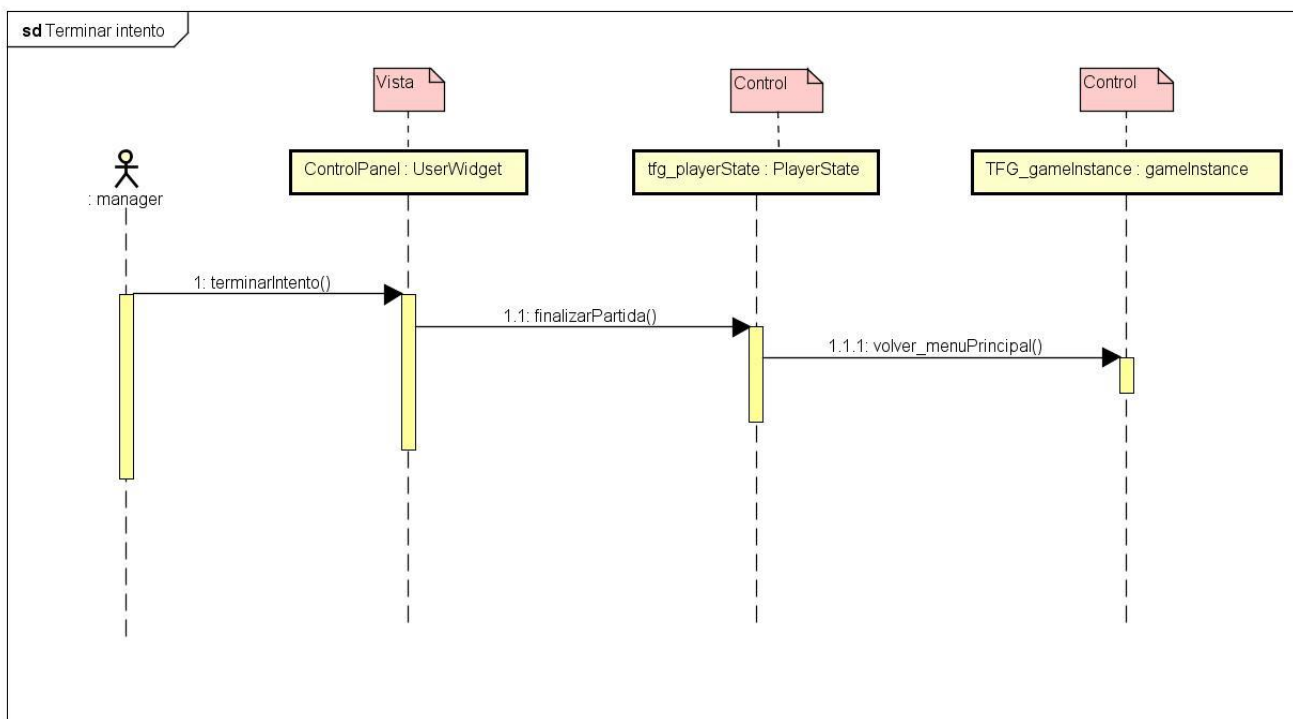 sd Terminar intento
Vista
Control
Control
: manager
ControlPanel : UserWidget
tfg_playerState : PlayerState
TFG_gameInstance : gameInstance
1: terminarIntento()
1.1: finalizarPartida()
1.1.1: volver_menuPrincipal()